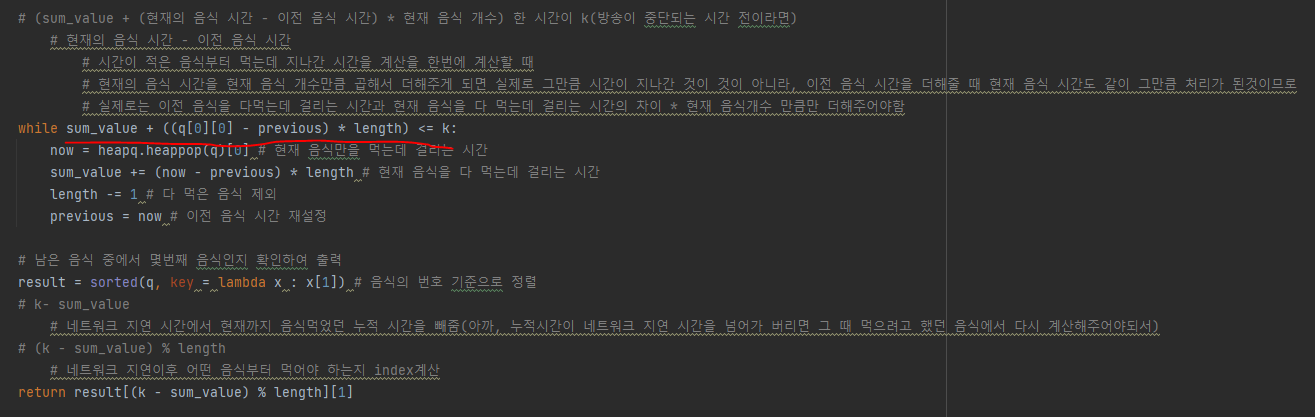 # (sum_value + (현재의 음식 시간 - 이전 음식 시간) * 현재 음식 개수) 한 시간이 k(방송이 중단되는 시간 전이라면)
# 현재의 음식 시간 - 이전 음식 시간
# 시간이 적은 음식부터 먹는데 지나간 시간을 계산을 한번에 계산할 때
# 현재의 음식 시간을 현재 음식 개수만큼 곱해서 더해주게 되면 실제로 그만큼 시간이 지나간 것이 것이 아니라, 이전 음식 시간을 더해줄 때 현재 음식 시간도 같이 그만큼 처리가 된것이므로
# 실제로는 이전 음식을 다먹는데 걸리는 시간과 현재 음식을 다 먹는데 걸리는 시간의 차이 * 현재 음식개수 만큼만 더해주어야함
while sum_value + ((q[0][0] - previous) * length) <= k:
now = heapq.heappop(q)[0] # 현재 음식만을 먹는데 걸리는 시간
sum_value += (now - previous) * length # 현재 음식을 다 먹는데 걸리는 시간
length -= 1 # 다 먹은 음식 제외
previous = now # 이전 음식 시간 재설정
# 남은 음식 중에서 몇번째 음식인지 확인하여 출력
result = sorted(q, key = lambda x : x[1]) # 음식의 번호 기준으로 정렬
# k- sum_value
# 네트워크 지연 시간에서 현재까지 음식먹었던 누적 시간을 빼줌(아까, 누적시간이 네트워크 지연 시간을 넘어가 버리면 그 때 먹으려고 했던 음식에서 다시 계산해주어야되서)
# (k - sum_value) % length
# 네트워크 지연이후 어떤 음식부터 먹어야 하는지 index계산
return result[(k - sum_value) % length][1]